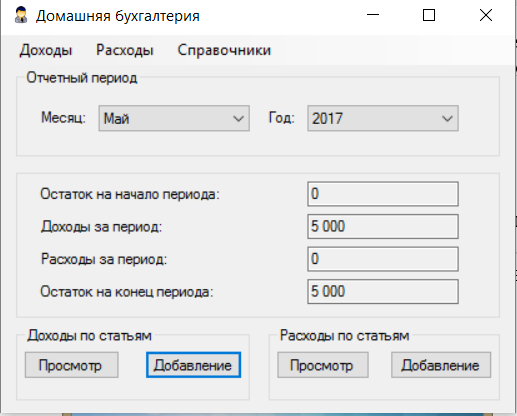 Домашняя бухгалтерия
Доходы Расходы Справочники
Отчетный период
Месяц: Май Год: 2017
Остаток на начало периода: 0
Доходы за период: 5 000
Расходы за период: 0
Остаток на конец периода: 5 000
Доходы по статьям Расходы по статьям
Просмотр Добавление Просмотр Добавление